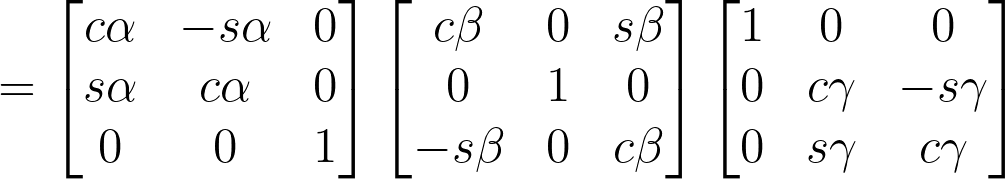 = [cα −sα 0] [cβ 0 sβ] [1 0 0]
[sα cα 0] [0 1 0] [0 cγ −sγ]
[0 0 1] [−sβ 0 cβ] [0 sγ cγ]